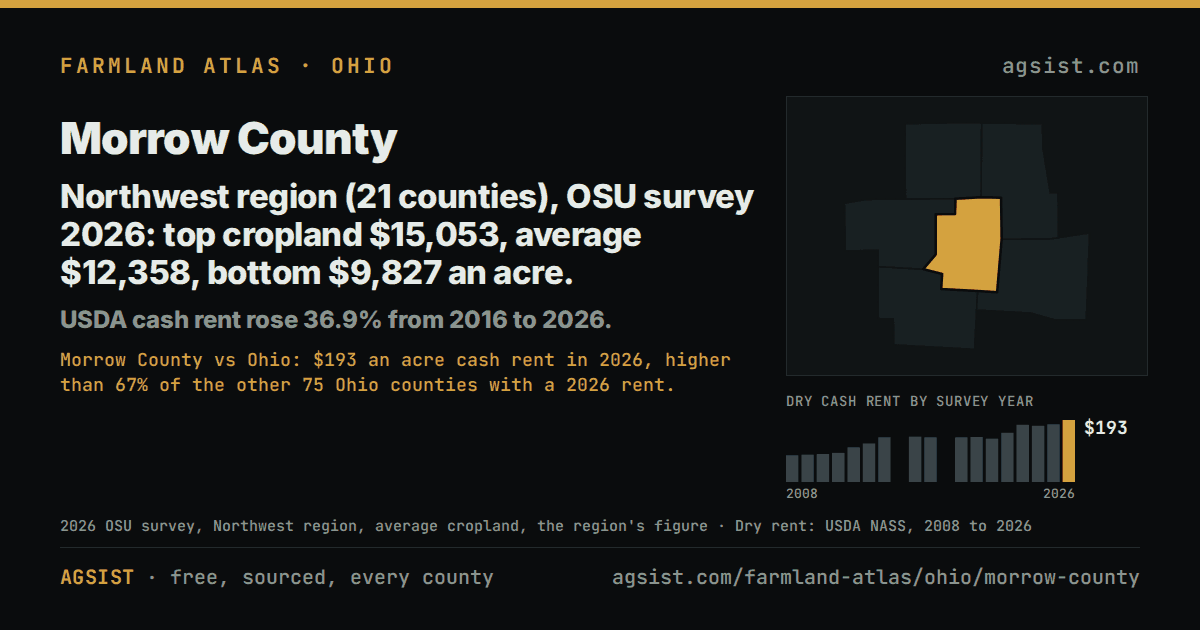 FARMLAND ATLAS · OHIO
agsist.com
Morrow County
Northwest region (21 counties), OSU survey
2026: top cropland $15,053, average
$12,358, bottom $9,827 an acre.
USDA cash rent rose 36.9% from 2016 to 2026.
Morrow County vs Ohio: $193 an acre cash rent in 2026, higher
than 67% of the other 75 Ohio counties with a 2026 rent.
DRY CASH RENT BY SURVEY YEAR
$193
2008
2026
2026 OSU survey, Northwest region, average cropland, the region's figure · Dry rent: USDA NASS, 2008 to 2026
AGSIST · free, sourced, every county
agsist.com/farmland-atlas/ohio/morrow-county